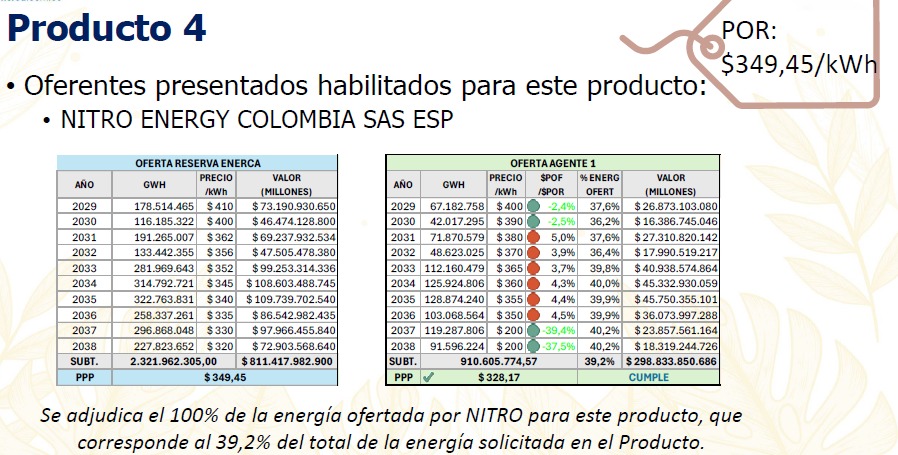 Producto 4
POR:
$349,45/kWh
• Oferentes presentados habilitados para este producto:
• NITRO ENERGY COLOMBIA SAS ESP
OFERTA RESERVA ENERCA
AÑO GWH PRECIO /kWh VALOR (MILLONES)
2029 178.514.465 $ 410 $ 73.190.930.650
2030 116.185.322 $ 400 $ 46.474.128.800
2031 191.265.007 $ 362 $ 69.237.932.534
2032 133.442.355 $ 356 $ 47.505.478.380
2033 281.969.643 $ 352 $ 99.253.314.336
2034 314.792.721 $ 345 $ 108.603.488.745
2035 322.763.831 $ 340 $ 109.739.702.540
2036 258.337.261 $ 335 $ 86.542.982.435
2037 296.868.048 $ 330 $ 97.966.455.840
2038 227.823.652 $ 320 $ 72.903.568.640
SUBT. 2.321.962.305,00 $ 811.417.982.900
PPP $ 349,45
OFERTA AGENTE 1
AÑO GWH PRECIO /kWh $POF /$POR % ENERG OFERT VALOR (MILLONES)
2029 67.182.758 $ 400 -2,4% 37,6% $ 26.873.103.080
2030 42.017.295 $ 390 -2,5% 36,2% $ 16.386.745.046
2031 71.870.579 $ 380 5,0% 37,6% $ 27.310.820.142
2032 48.623.025 $ 370 3,9% 36,4% $ 17.990.519.217
2033 112.160.479 $ 365 3,7% 39,8% $ 40.938.574.864
2034 125.924.806 $ 360 4,3% 40,0% $ 45.332.930.059
2035 128.874.240 $ 355 4,4% 39,9% $ 45.750.355.101
2036 103.068.564 $ 350 4,5% 39,9% $ 36.073.997.288
2037 119.287.806 $ 200 -39,4% 40,2% $ 23.857.561.164
2038 91.596.224 $ 200 -37,5% 40,2% $ 18.319.244.726
SUBT. 910.605.774,57 39,2% $ 298.833.850.686
PPP ✓ $ 328,17 CUMPLE
Se adjudica el 100% de la energía ofertada por NITRO para este producto, que
corresponde al 39,2% del total de la energía solicitada en el Producto.